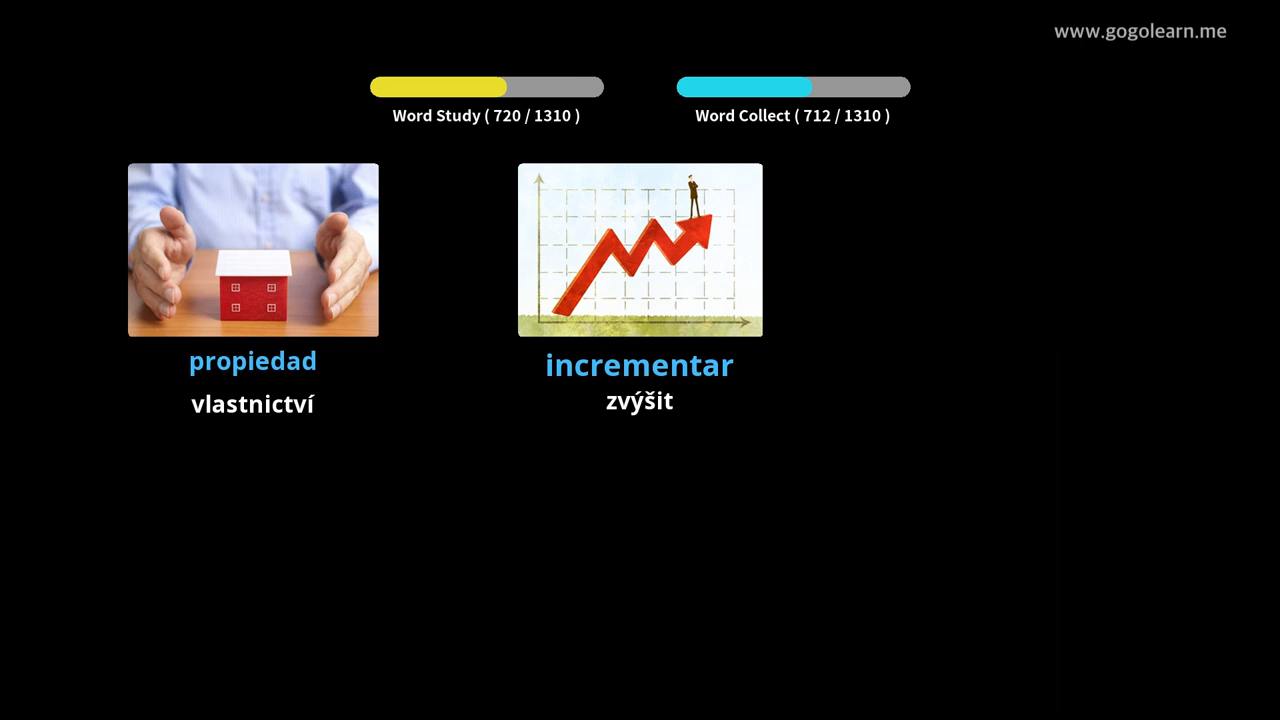 www.gogolearn.me
Word Study ( 720 / 1310 )
Word Collect ( 712 / 1310 )
propiedad
vlastnictví
incrementar
zvýšit